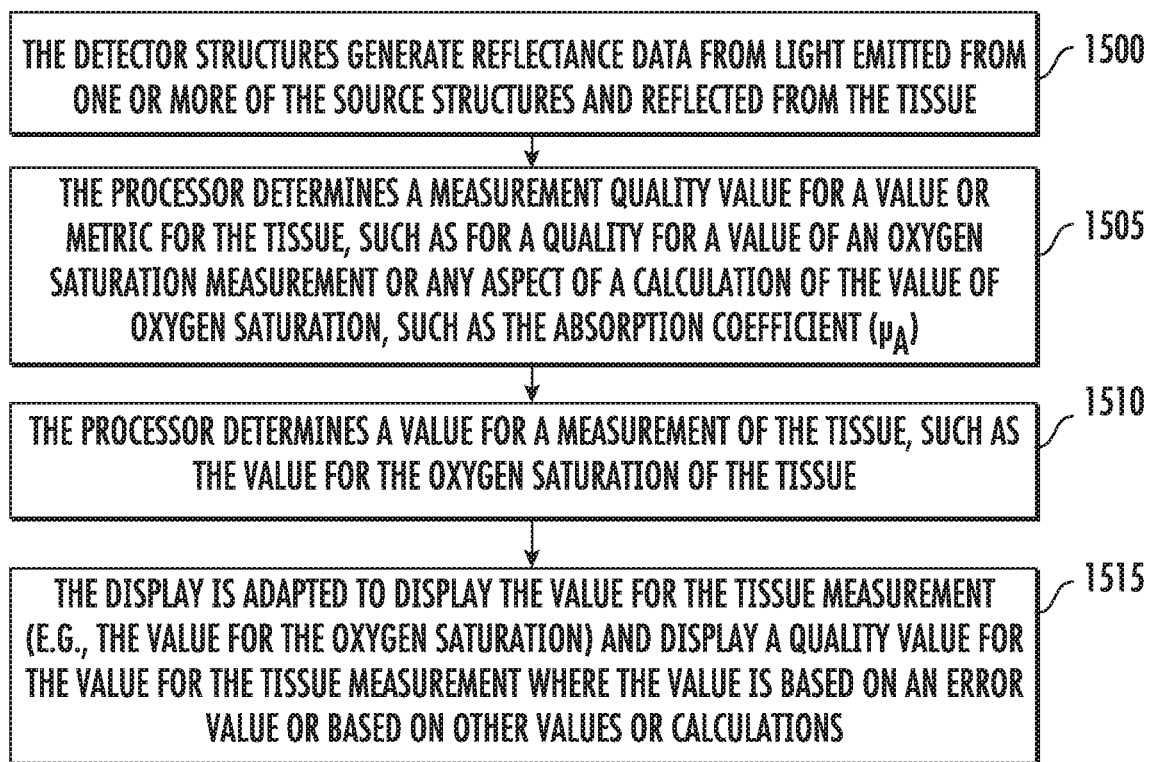 THE DETECTOR STRUCTURES GENERATE REFLECTANCE DATA FROM LIGHT EMITTED FROM
ONE OR MORE OF THE SOURCE STRUCTURES AND REFLECTED FROM THE TISSUE
1500
THE PROCESSOR DETERMINES A MEASUREMENT QUALITY VALUE FOR A VALUE OR
METRIC FOR THE TISSUE, SUCH AS FOR A QUALITY FOR A VALUE OF AN OXYGEN
SATURATION MEASUREMENT OR ANY ASPECT OF A CALCULATION OF THE VALUE OF
OXYGEN SATURATION, SUCH AS THE ABSORPTION COEFFICIENT (μA)
1505
THE PROCESSOR DETERMINES A VALUE FOR A MEASUREMENT OF THE TISSUE, SUCH AS
THE VALUE FOR THE OXYGEN SATURATION OF THE TISSUE
1510
THE DISPLAY IS ADAPTED TO DISPLAY THE VALUE FOR THE TISSUE MEASUREMENT
(E.G., THE VALUE FOR THE OXYGEN SATURATION) AND DISPLAY A QUALITY VALUE FOR
THE VALUE FOR THE TISSUE MEASUREMENT WHERE THE VALUE IS BASED ON AN ERROR
VALUE OR BASED ON OTHER VALUES OR CALCULATIONS
1515